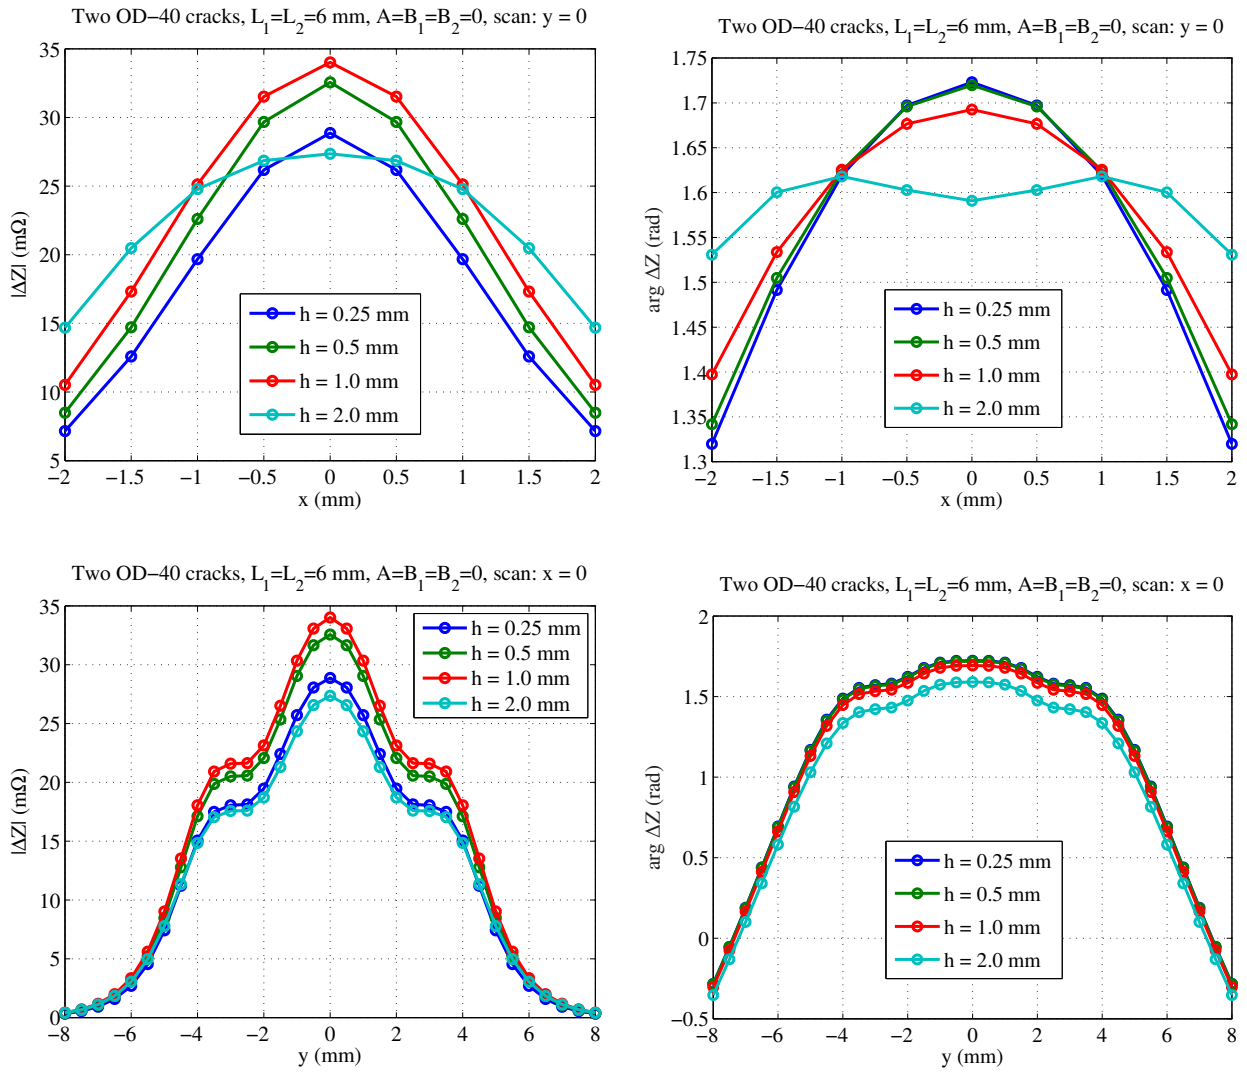 Two OD−40 cracks, L₁=L₂=6 mm, A=B₁=B₂=0, scan: y = 0
35
30
25
20
15
10
5
|ΔZ| (mΩ)
h = 0.25 mm
h = 0.5 mm
h = 1.0 mm
h = 2.0 mm
−2 −1.5 −1 −0.5 0 0.5 1 1.5 2
x (mm)
Two OD−40 cracks, L₁=L₂=6 mm, A=B₁=B₂=0, scan: y = 0
1.75
1.7
1.65
1.6
1.55
1.5
1.45
1.4
1.35
1.3
arg ΔZ (rad)
h = 0.25 mm
h = 0.5 mm
h = 1.0 mm
h = 2.0 mm
−2 −1.5 −1 −0.5 0 0.5 1 1.5 2
x (mm)
Two OD−40 cracks, L₁=L₂=6 mm, A=B₁=B₂=0, scan: x = 0
35
30
25
20
15
10
5
0
|ΔZ| (mΩ)
h = 0.25 mm
h = 0.5 mm
h = 1.0 mm
h = 2.0 mm
−8 −6 −4 −2 0 2 4 6 8
y (mm)
Two OD−40 cracks, L₁=L₂=6 mm, A=B₁=B₂=0, scan: x = 0
2
1.5
1
0.5
0
−0.5
arg ΔZ (rad)
h = 0.25 mm
h = 0.5 mm
h = 1.0 mm
h = 2.0 mm
−8 −6 −4 −2 0 2 4 6 8
y (mm)